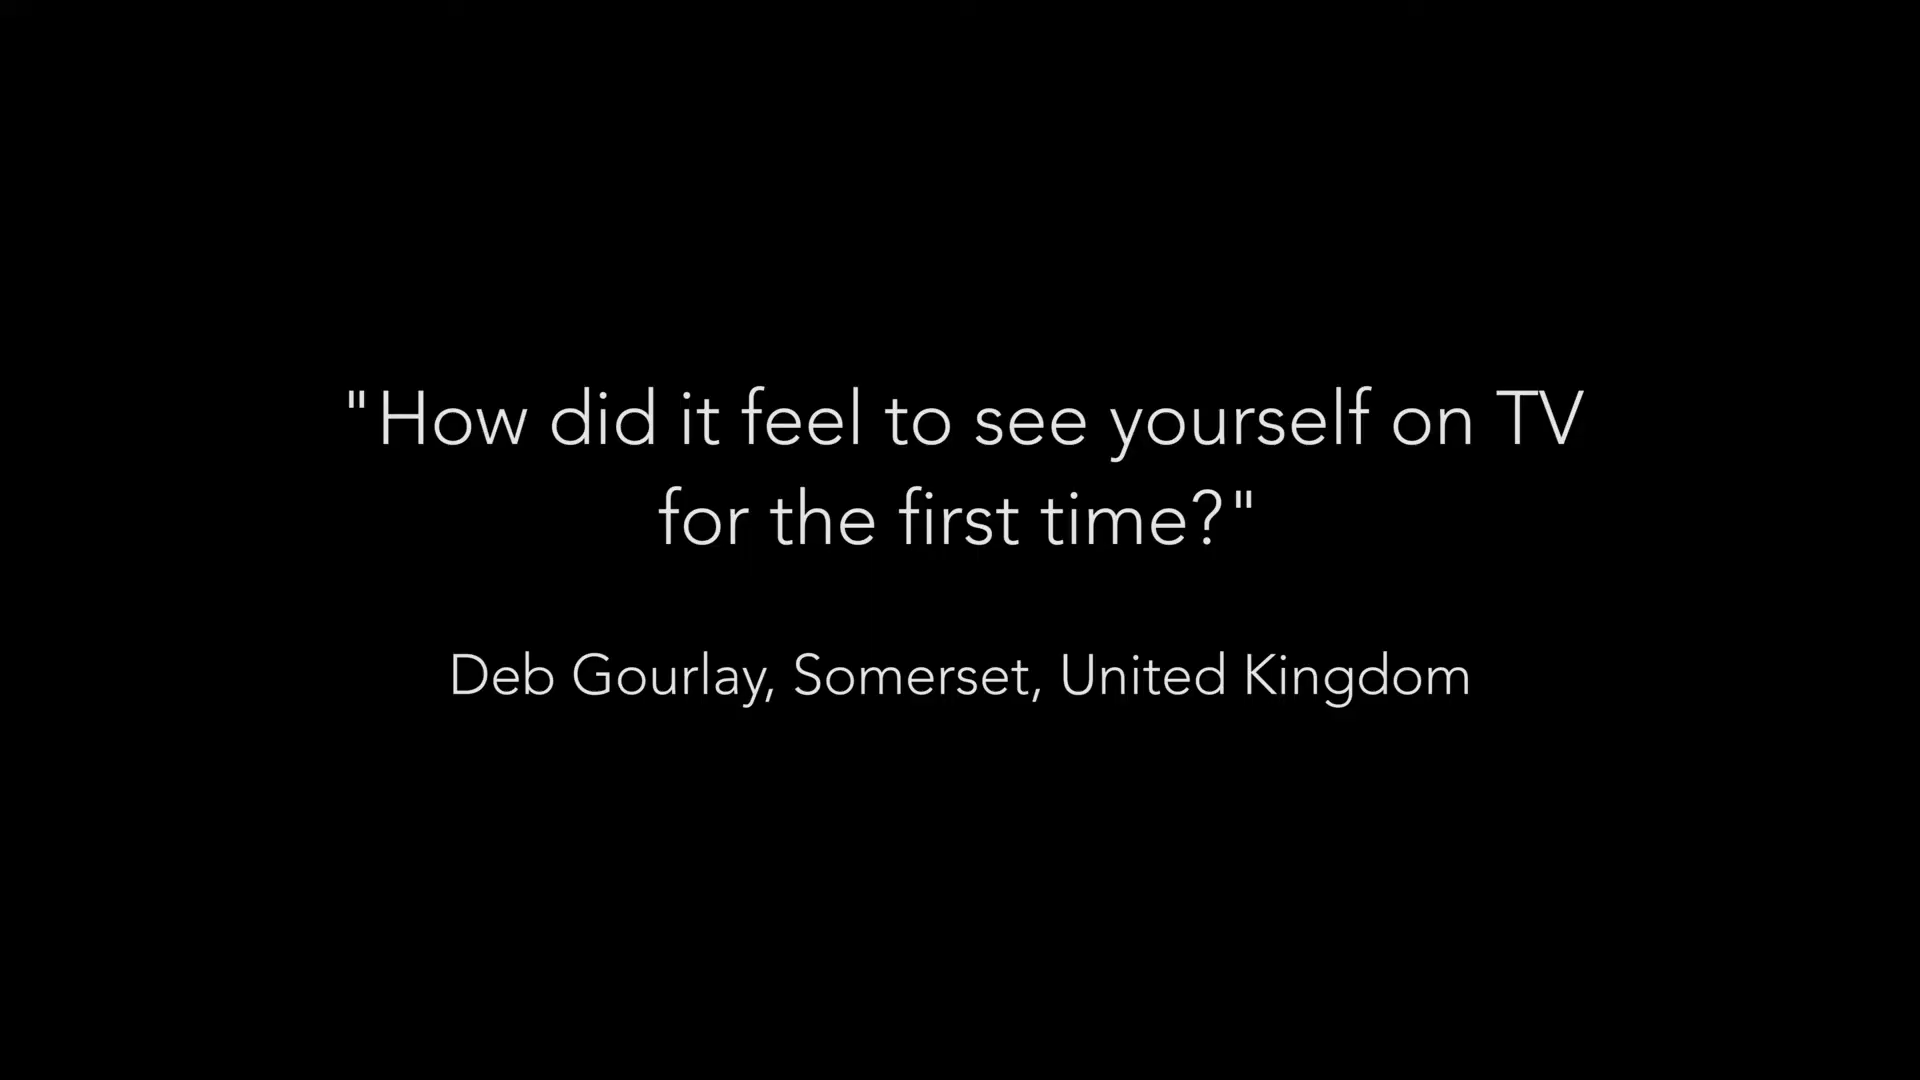 "How did it feel to see yourself on TV
for the first time?"
Deb Gourlay, Somerset, United Kingdom